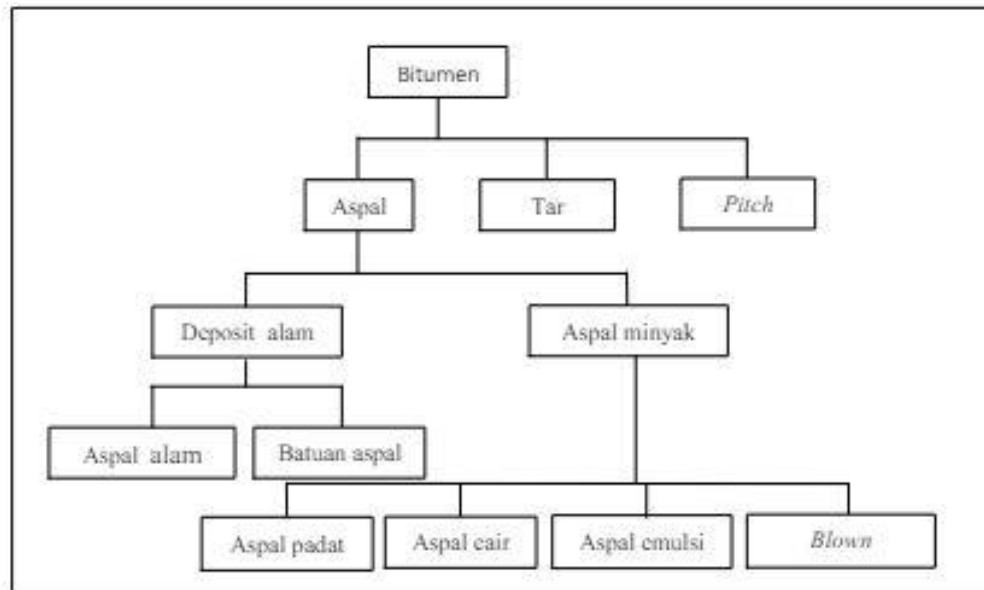 Bitumen
Aspal
Tar
Pitch
Deposit alam
Aspal minyak
Aspal alam
Batuan aspal
Aspal padat
Aspal cair
Aspal emulsi
Blown